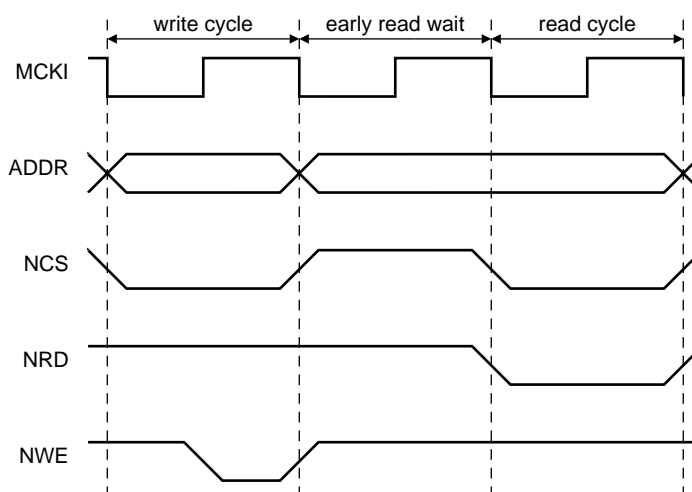 write cycle early read wait read cycle
MCKI
ADDR
NCS
NRD
NWE